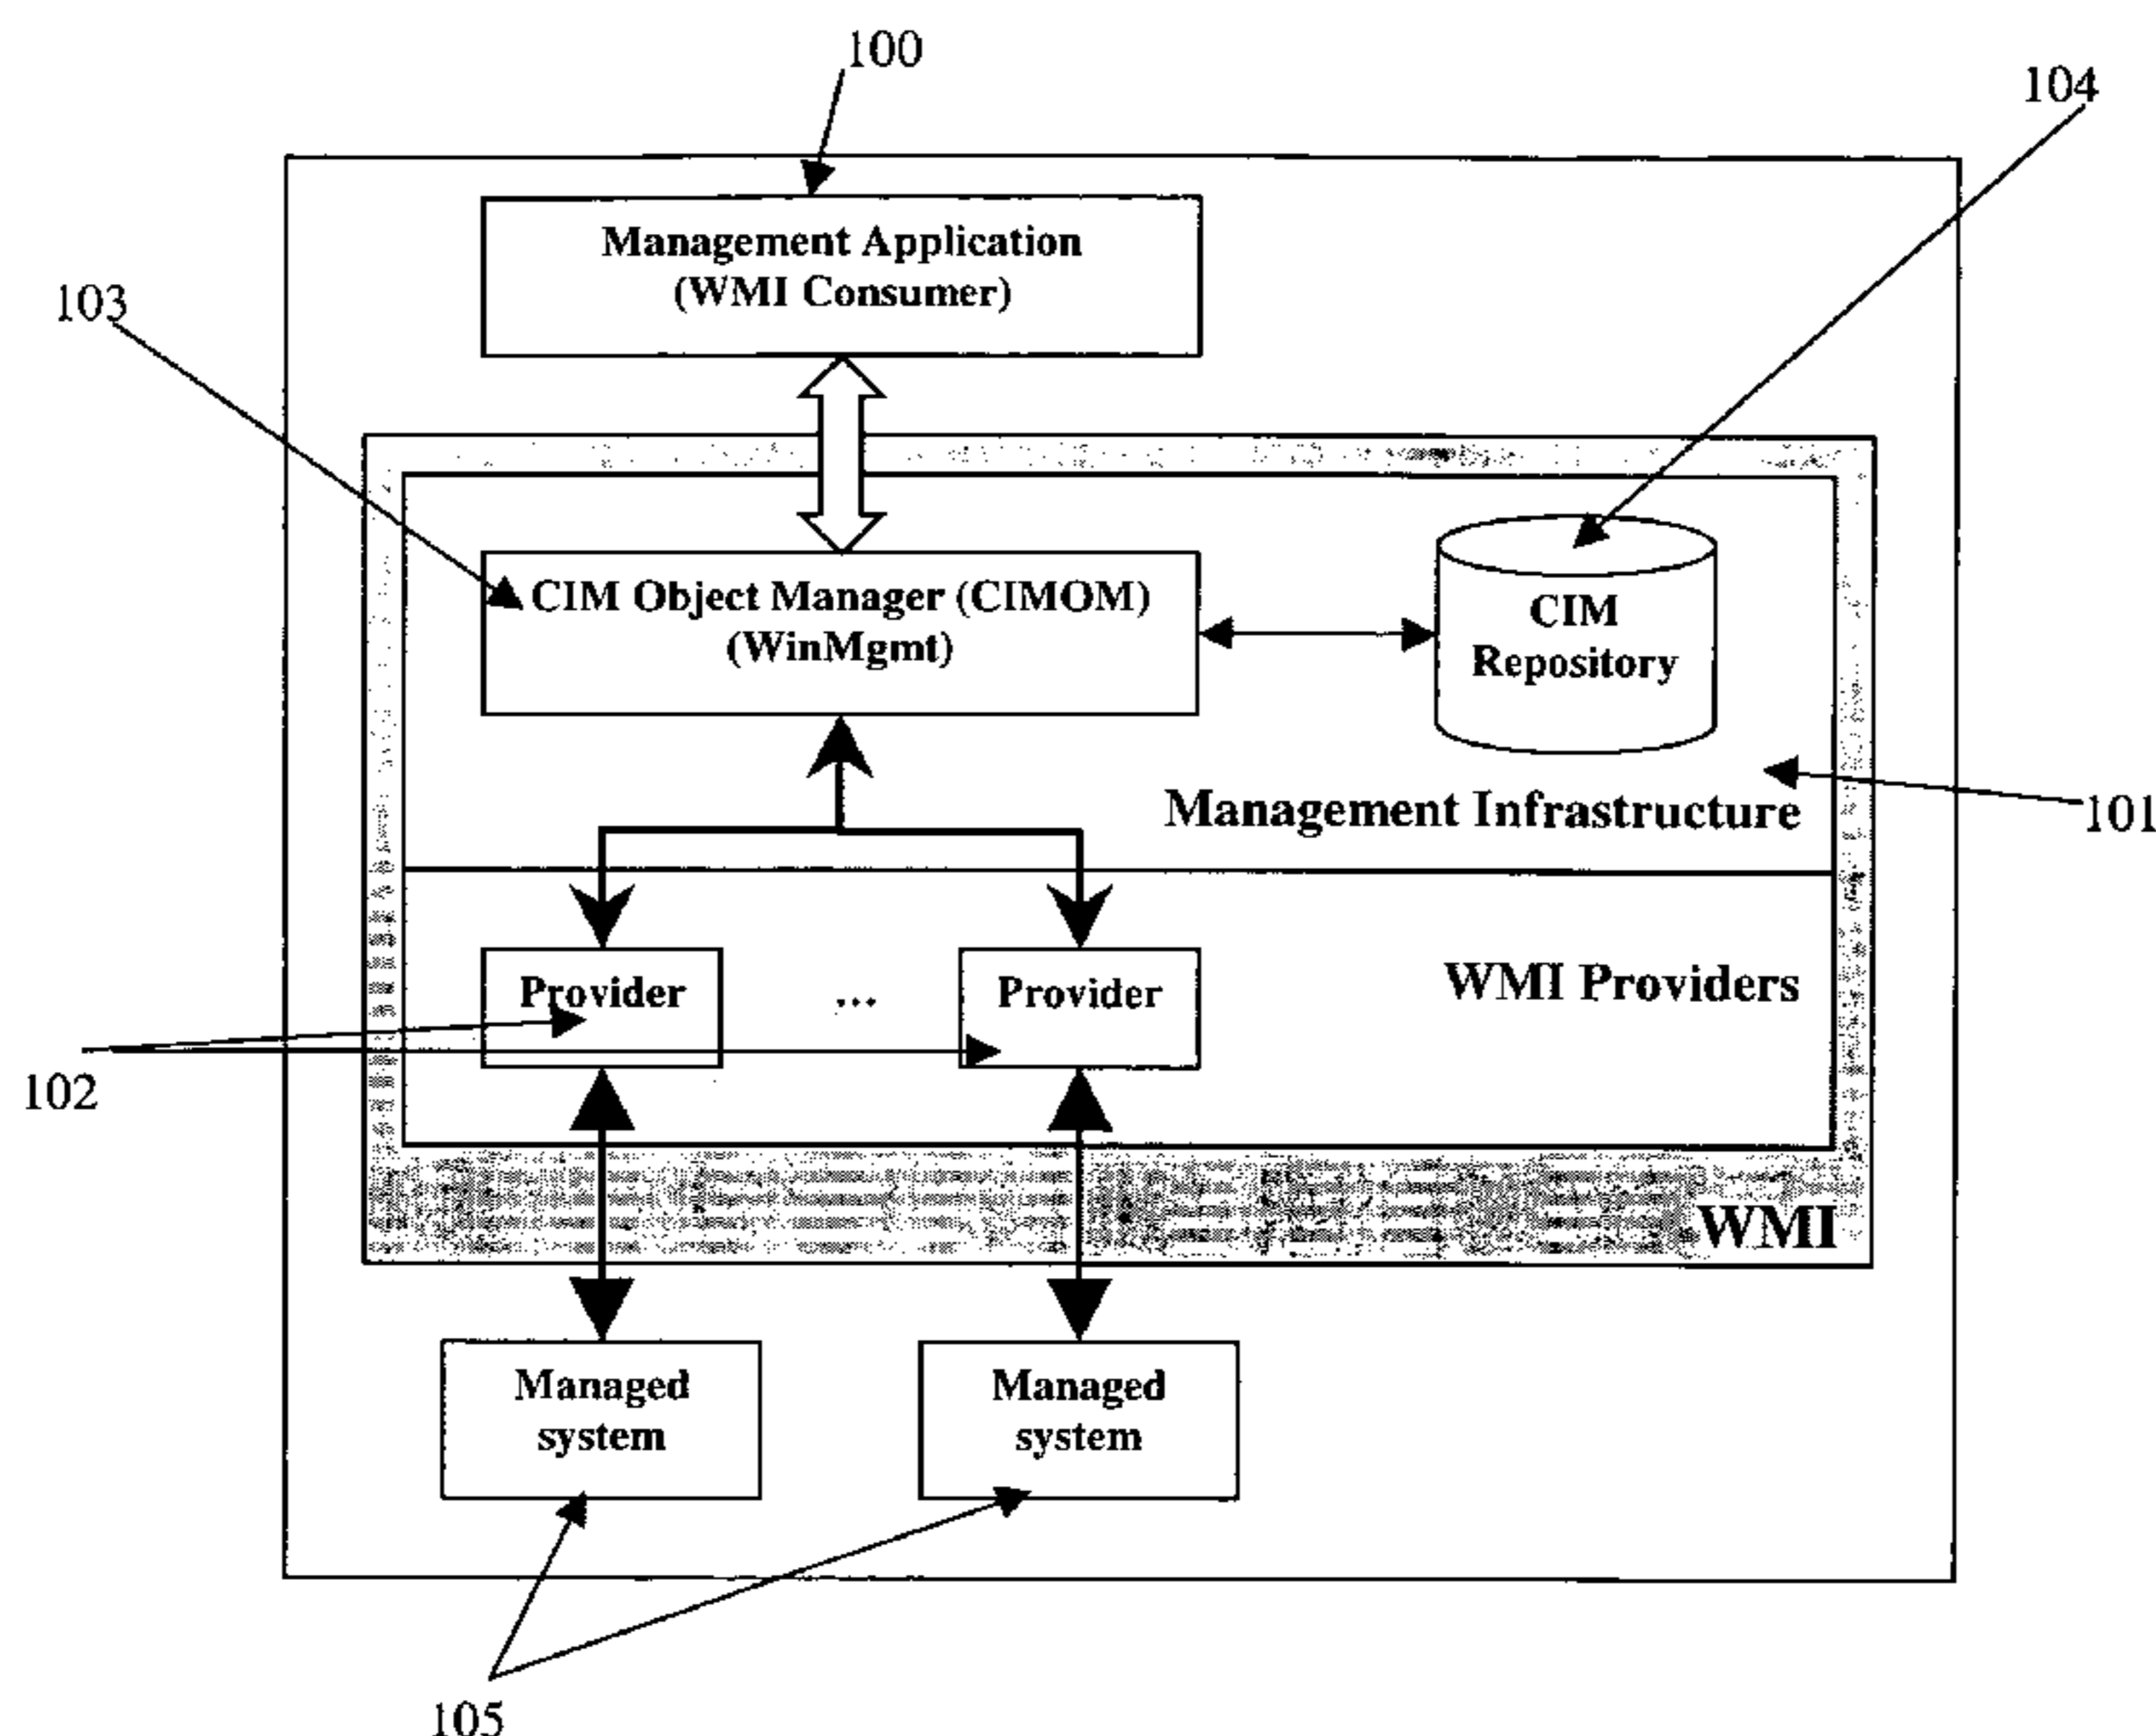 100
104
Management Application
(WMI Consumer)
103
CIM Object Manager (CIMOM)
(WinMgmt)
CIM
Repository
Management Infrastructure
101
Provider
...
Provider
WMI Providers
102
WMI
Managed
system
Managed
system
105